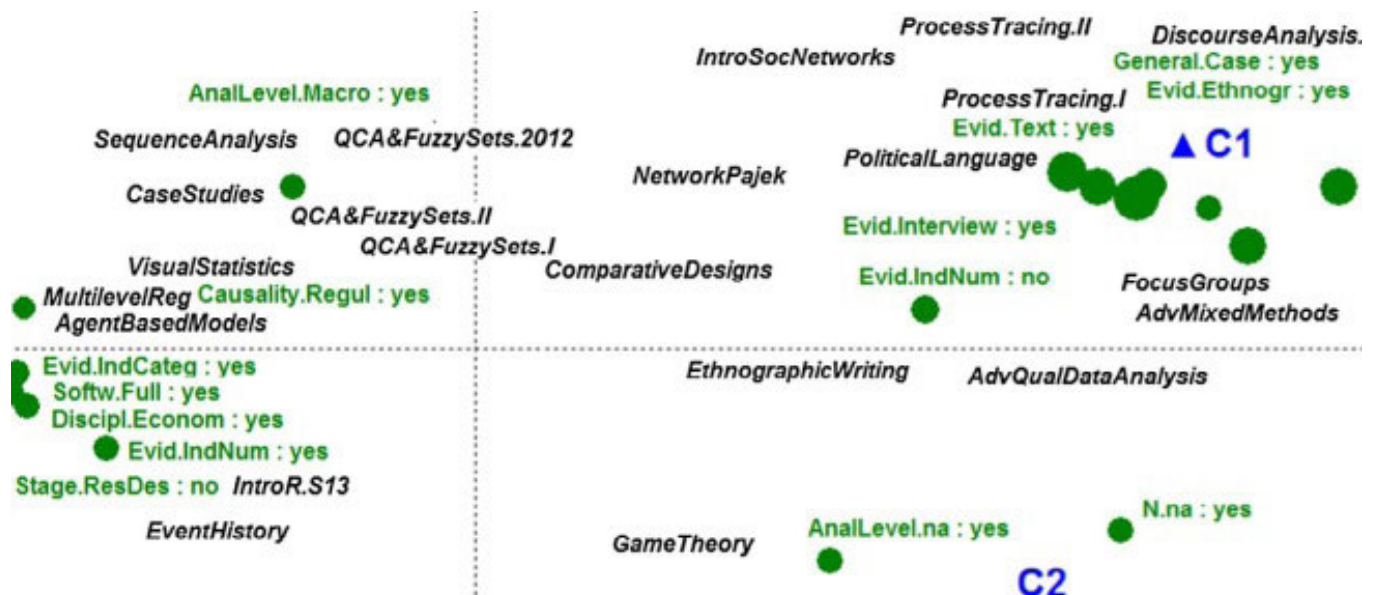 ProcessTracing.II
DiscourseAnalysis.
IntroSocNetworks
General.Case : yes
AnalLevel.Macro : yes
ProcessTracing.I
Evid.Ethnogr : yes
Evid.Text : yes
SequenceAnalysis
QCA&FuzzySets.2012
C1
PoliticalLanguage
NetworkPajek
CaseStudies
QCA&FuzzySets.II
Evid.Interview : yes
QCA&FuzzySets.I
VisualStatistics
ComparativeDesigns
Evid.IndNum : no
FocusGroups
MultilevelReg
Causality.Regul : yes
AgentBasedModels
AdvMixedMethods
Evid.IndCateg : yes
EthnographicWriting
AdvQualDataAnalysis
Softw.Full : yes
Discipl.Econom : yes
Evid.IndNum : yes
Stage.ResDes : no
IntroR.S13
N.na : yes
EventHistory
AnalLevel.na : yes
GameTheory
C2